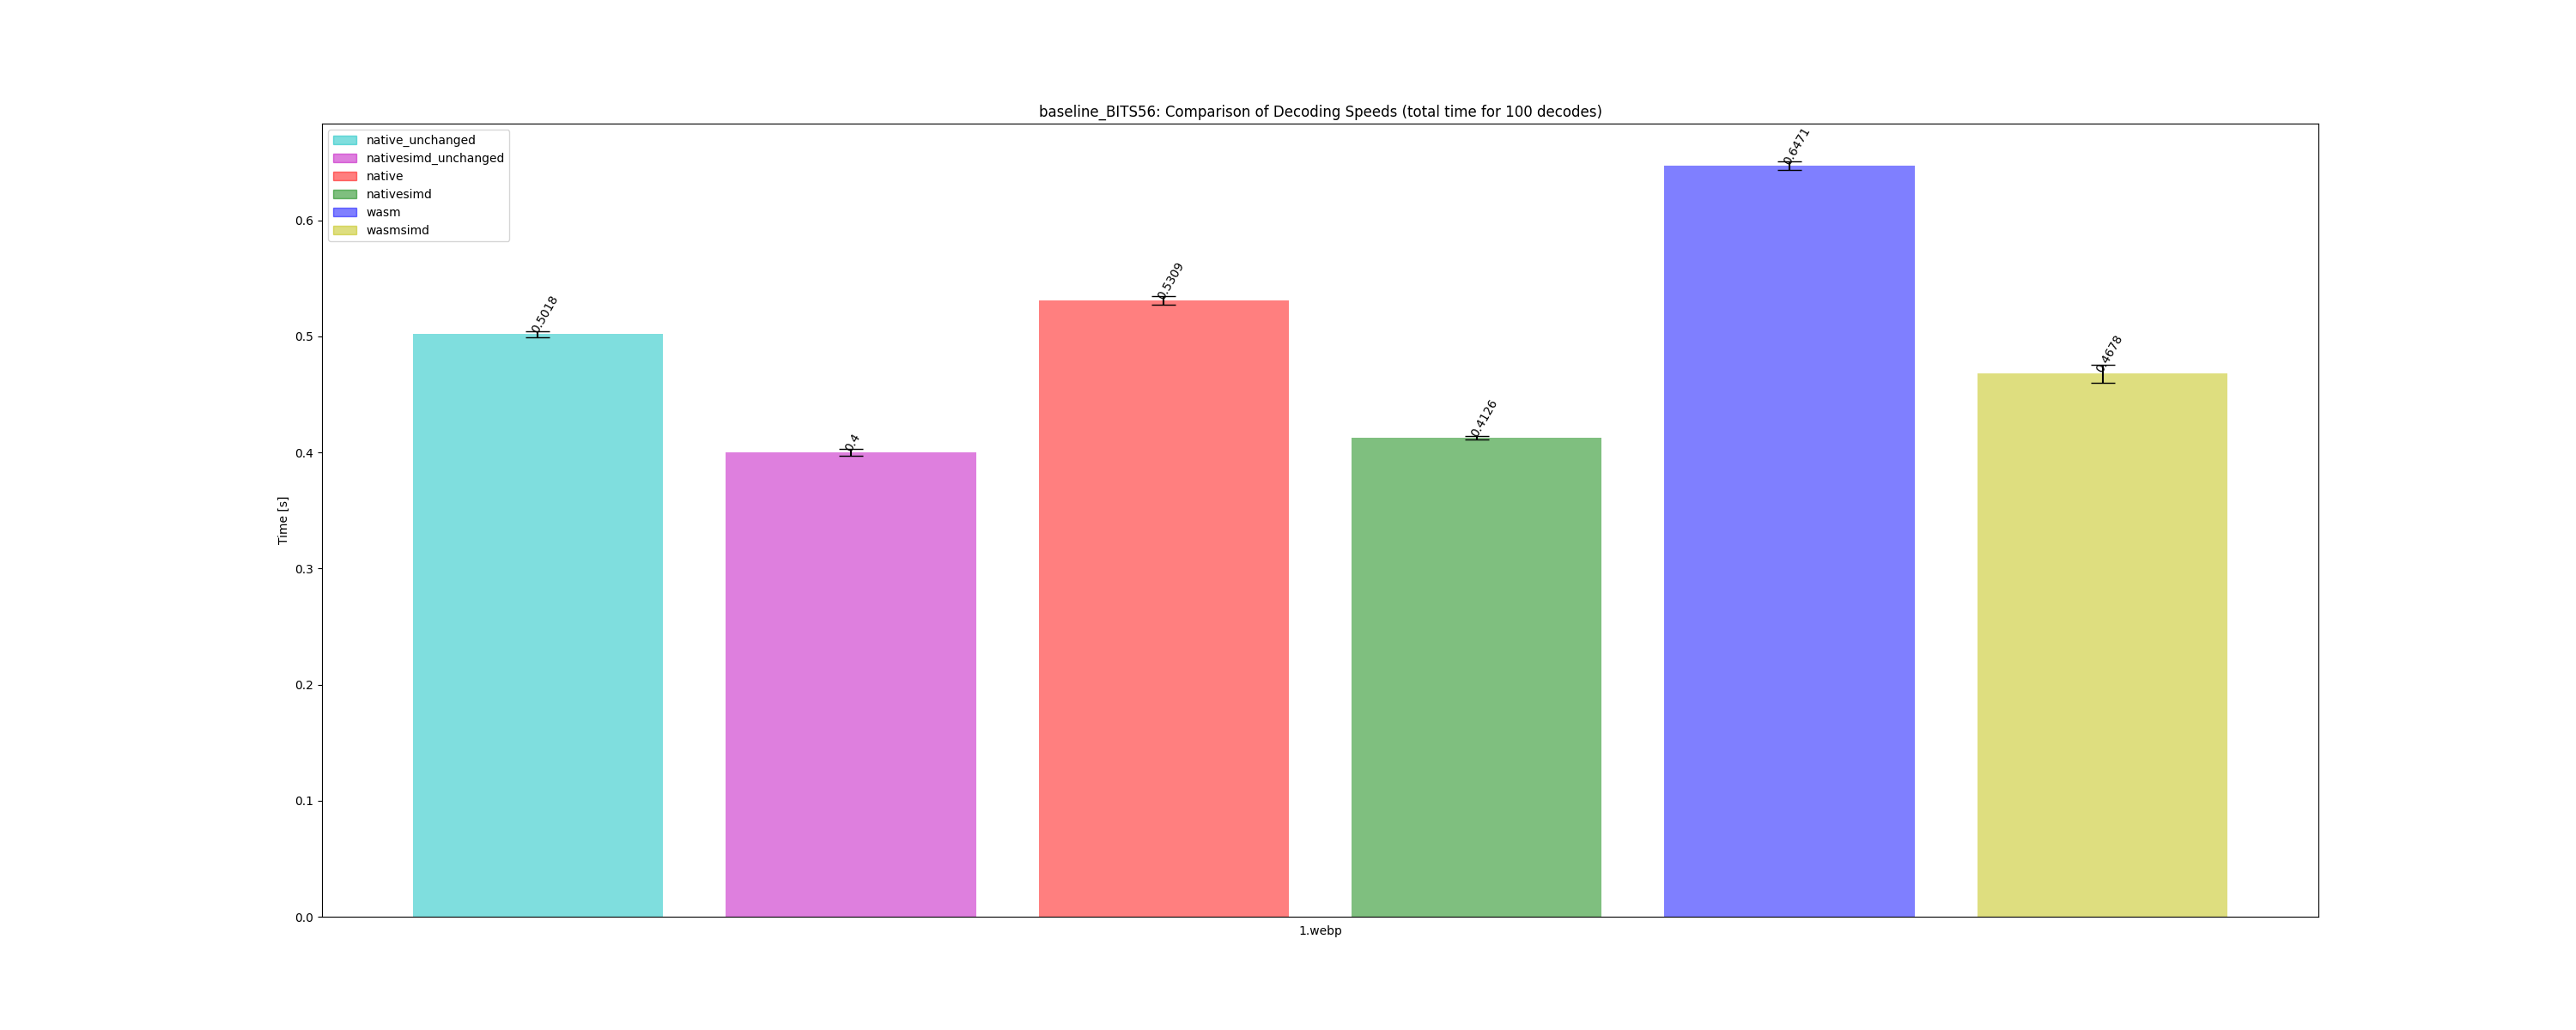 baseline_BITS56: Comparison of Decoding Speeds (total time for 100 decodes)
native_unchanged
nativesimd_unchanged
native
nativesimd
wasm
wasmsimd
0.6
0.5
0.4
0.3
0.2
0.1
0.0
Time [s]
0.5018
0.4
0.5309
0.4126
0.6471
0.4678
1.webp